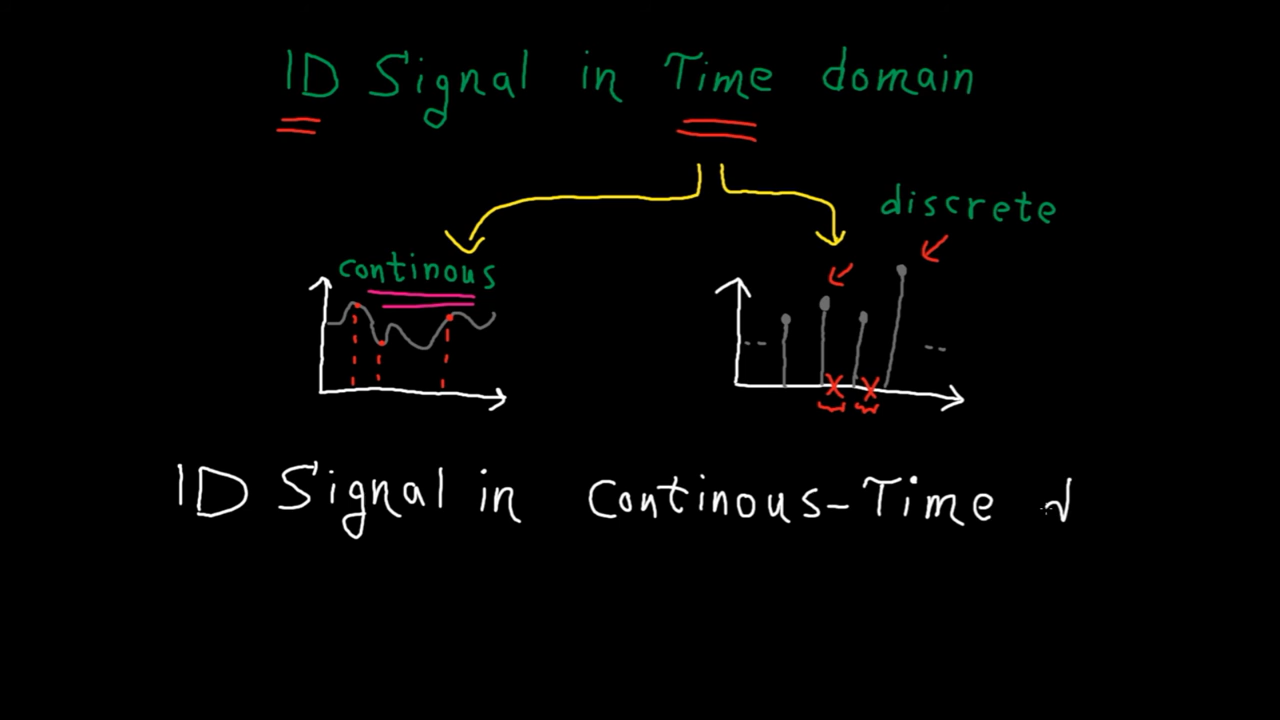 1D Signal in Time domain
discrete
continous
1D Signal in Continous-Time